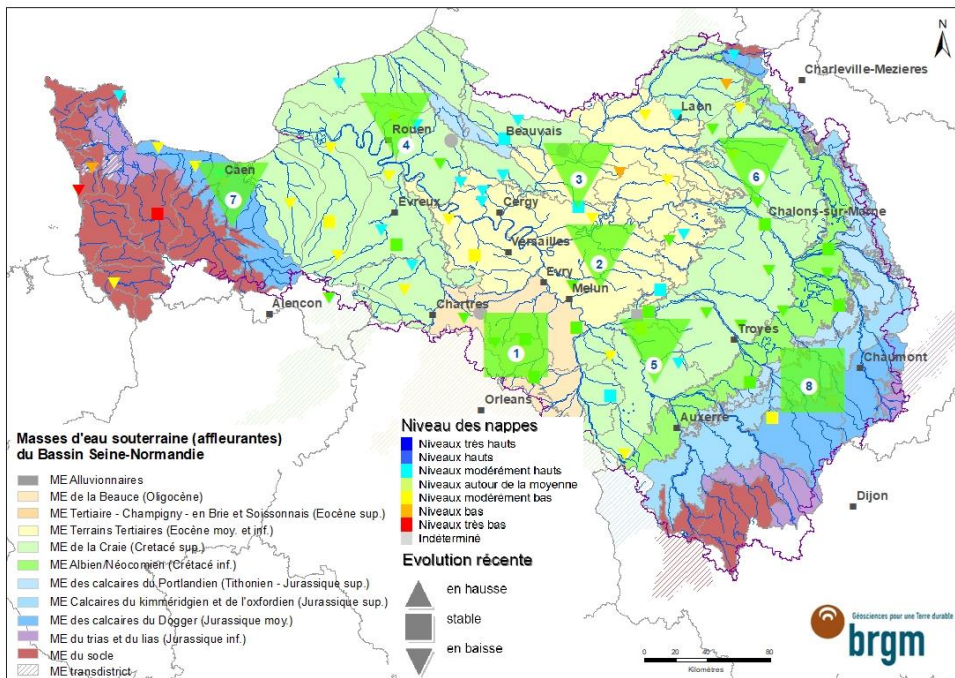 N
Charleville-Mezieres
Laon
Beauvais
Rouen
4
3
6
Caen
7
Evreux
Cergy
Chalons-sur-Marne
Versailles
2
Evry
Melun
Alençon
Chartres
Troyes
1
5
Chaumont
8
Orleans
Auxerre
Dijon
Masses d'eau souterraine (affleurantes)
du Bassin Seine-Normandie
ME Alluvionnaires
ME de la Beauce (Oligocène)
ME Tertiaire - Champigny - en Brie et Soissonnais (Eocène sup.)
ME Terrains Tertiaires (Eocène moy. et inf.)
ME de la Craie (Cretacé sup.)
ME Albien/Néocomien (Crétacé inf.)
ME des calcaires du Portlandien (Tithonien - Jurassique sup.)
ME Calcaires du kimméridgien et de l'oxfordien (Jurassique sup.)
ME des calcaires du Dogger (Jurassique moy.)
ME du trias et du lias (Jurassique inf.)
ME du socle
ME transdistrict
Niveau des nappes
Niveaux très hauts
Niveaux hauts
Niveaux modérément hauts
Niveaux autour de la moyenne
Niveaux modérément bas
Niveaux bas
Niveaux très bas
Indéterminé
Evolution récente
en hausse
stable
en baisse
0 20 40 80
Kilomètres
Géosciences pour une Terre durable
brgm